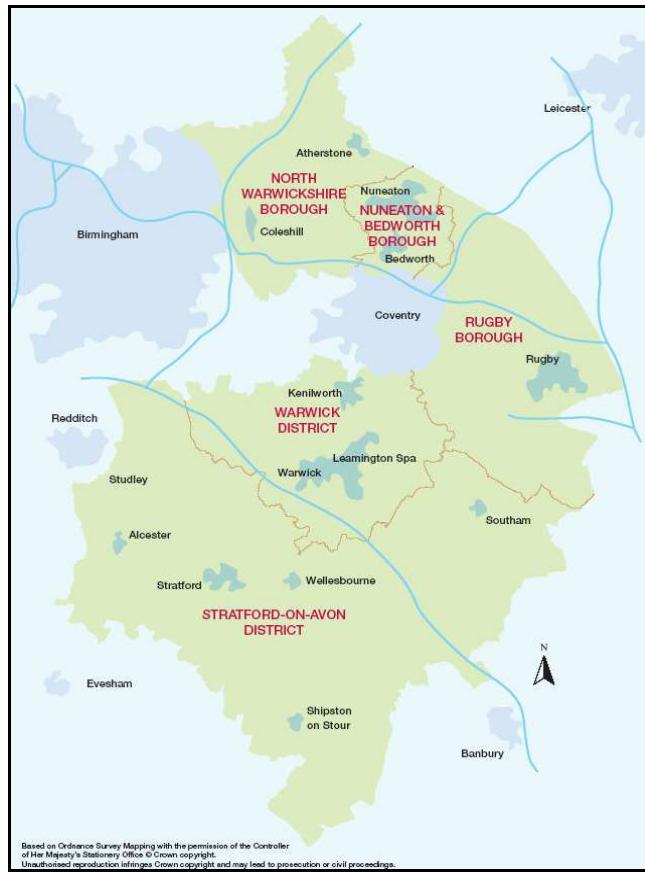 Leicester
Atherstone
NORTH
WARWICKSHIRE
BOROUGH
Nuneaton
NUNEATON &
BEDWORTH
BOROUGH
Coleshill
Birmingham
Bedworth
Coventry
RUGBY
BOROUGH
Rugby
Kenilworth
WARWICK
DISTRICT
Redditch
Leamington Spa
Warwick
Studley
Southam
Alcester
Stratford
Wellesbourne
STRATFORD-ON-AVON
DISTRICT
N
Evesham
Shipston
on Stour
Banbury
Based on Ordnance Survey Mapping with the permission of the Controller
of Her Majesty's Stationery Office © Crown copyright.
Unauthorised reproduction infringes Crown copyright and may lead to prosecution or civil proceedings.